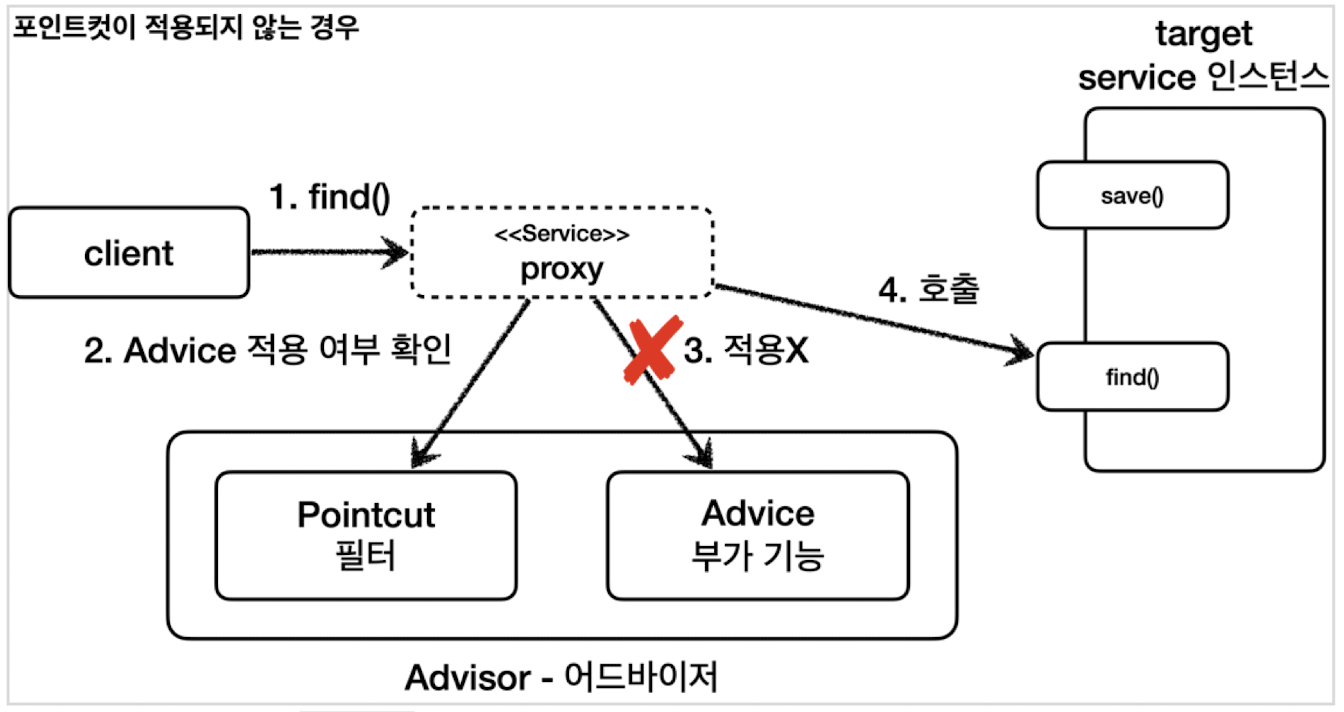 포인트컷이 적용되지 않는 경우
target
service 인스턴스
save()
1. find()
client
<<Service>>
proxy
4. 호출
2. Advice 적용 여부 확인
3. 적용X
find()
Pointcut
필터
Advice
부가 기능
Advisor - 어드바이저